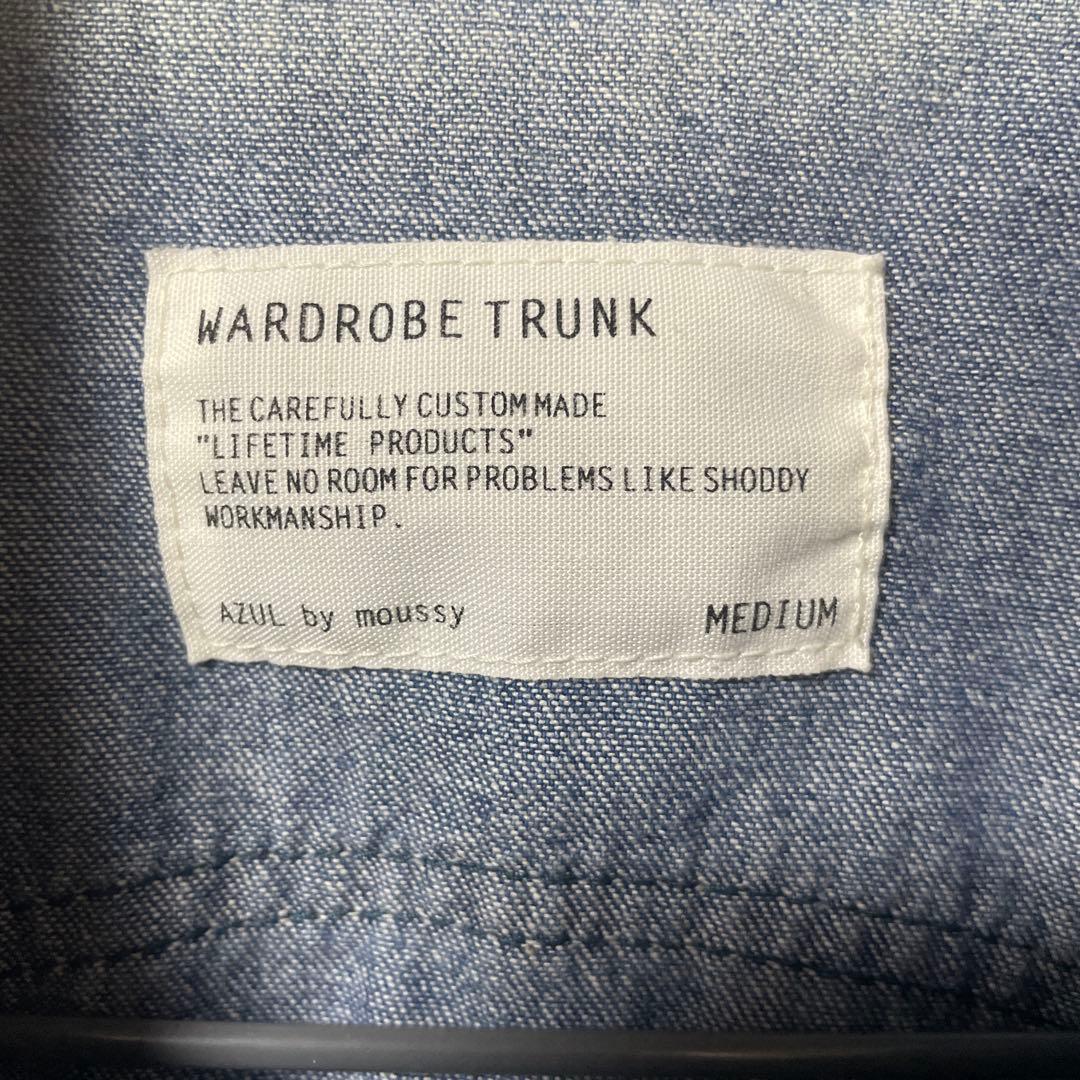 WARDROBE TRUNK
THE CAREFULLY CUSTOM MADE
"LIFETIME PRODUCTS"
LEAVE NO ROOM FOR PROBLEMS LIKE SHODDY
WORKMANSHIP.
AZUL by moussy MEDIUM